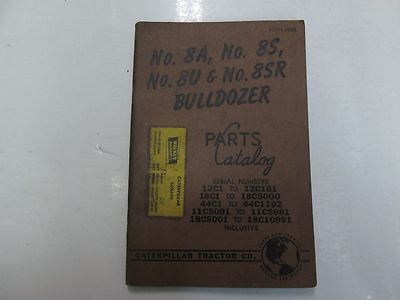 No. 8A, No. 8S,
No. 8U & No. 8SR
BULLDOZER
PARTS
Catalog
SERIAL NUMBERS
12C1 TO 12C161
18C1 TO 18C5000
44C1 TO 44C1192
11C5001 TO 11C5981
18C5001 TO 18C10991
INCLUSIVE
CATERPILLAR
CATERPILLAR TRACTOR CO.